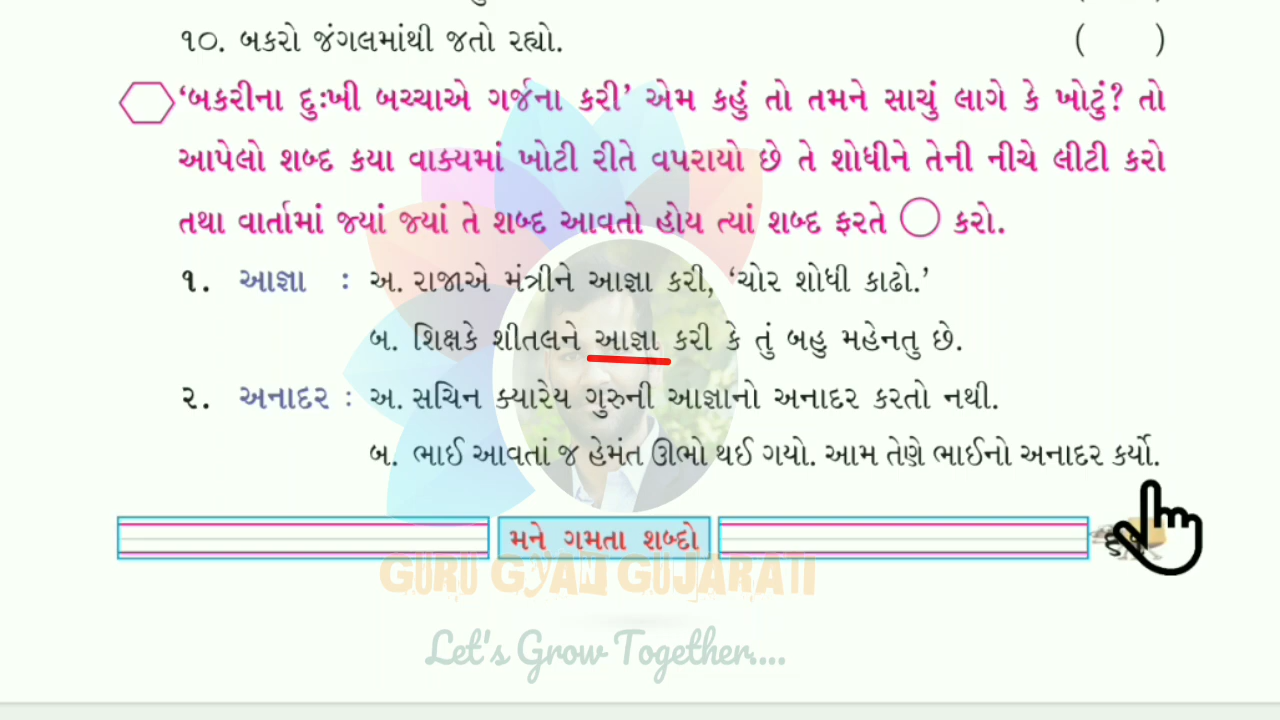 ૧૦. બકરો જંગલમાંથી જતો રહ્યો. ( )
‘બકરીના દુઃખી બચ્ચાએ ગર્જના કરી’ એમ કહું તો તમને સાચું લાગે કે ખોટું? તો
આપેલો શબ્દ કયા વાક્યમાં ખોટી રીતે વપરાયો છે તે શોધીને તેની નીચે લીટી કરો
તથા વાર્તામાં જ્યાં જ્યાં તે શબ્દ આવતો હોય ત્યાં શબ્દ ફરતે ◯ કરો.
૧. આજ્ઞા : અ. રાજાએ મંત્રીને આજ્ઞા કરી, ‘ચોર શોધી કાઢો.’
બ. શિક્ષકે શીતલને આજ્ઞા કરી કે તું બહુ મહેનતુ છે.
૨. અનાદર : અ. સચિન ક્યારેય ગુરુની આજ્ઞાનો અનાદર કરતો નથી.
બ. ભાઈ આવતાં જ હેમંત ઊભો થઈ ગયો. આમ તેણે ભાઈનો અનાદર કર્યો.
મને ગમતા શબ્દો
GURU GYAN GUJARATI
Let's Grow Together....